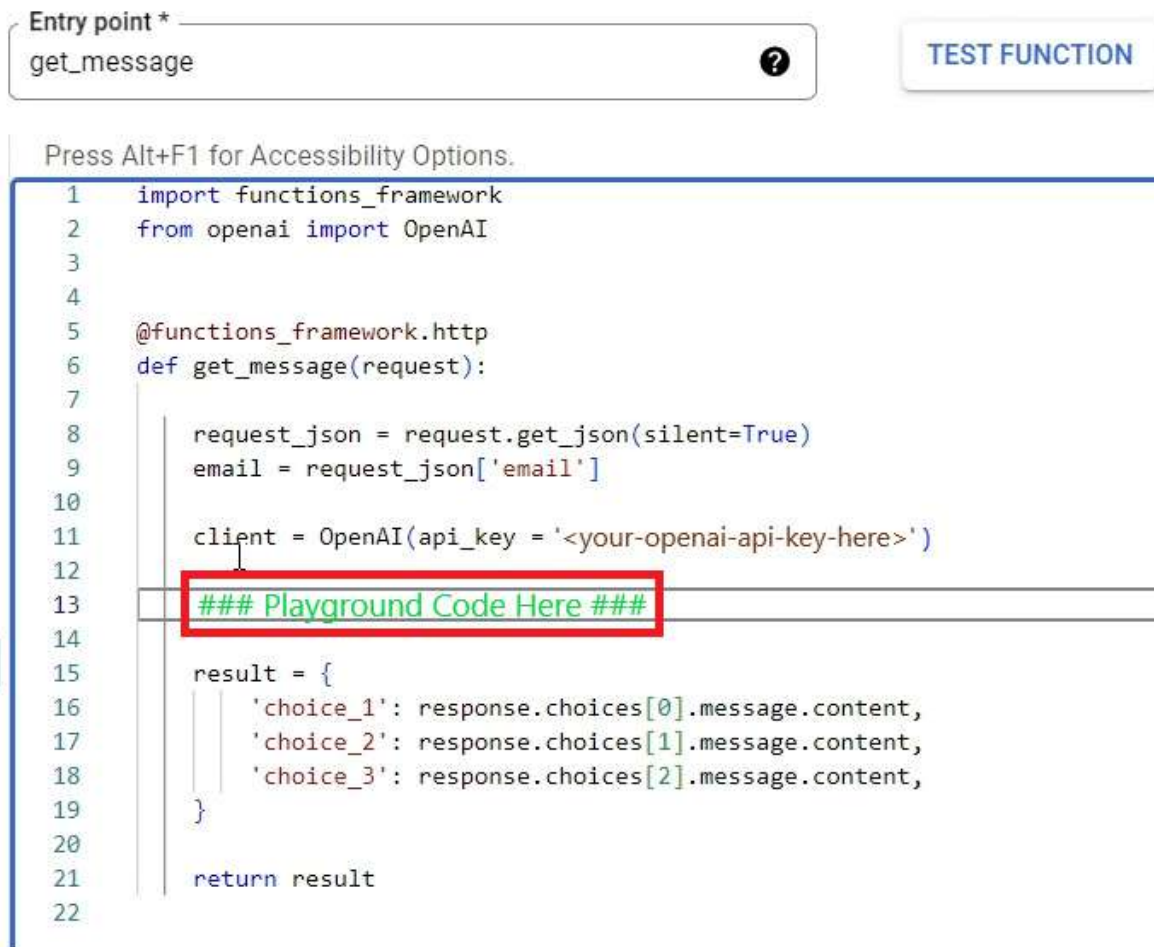 Entry point *
get_message
TEST FUNCTION
Press Alt+F1 for Accessibility Options.
1 import functions_framework
2 from openai import OpenAI
3
4
5 @functions_framework.http
6 def get_message(request):
7
8 request_json = request.get_json(silent=True)
9 email = request_json['email']
10
11 client = OpenAI(api_key = '<your-openai-api-key-here>')
12
13 ### Playground Code Here ###
14
15 result = {
16 'choice_1': response.choices[0].message.content,
17 'choice_2': response.choices[1].message.content,
18 'choice_3': response.choices[2].message.content,
19 }
20
21 return result
22